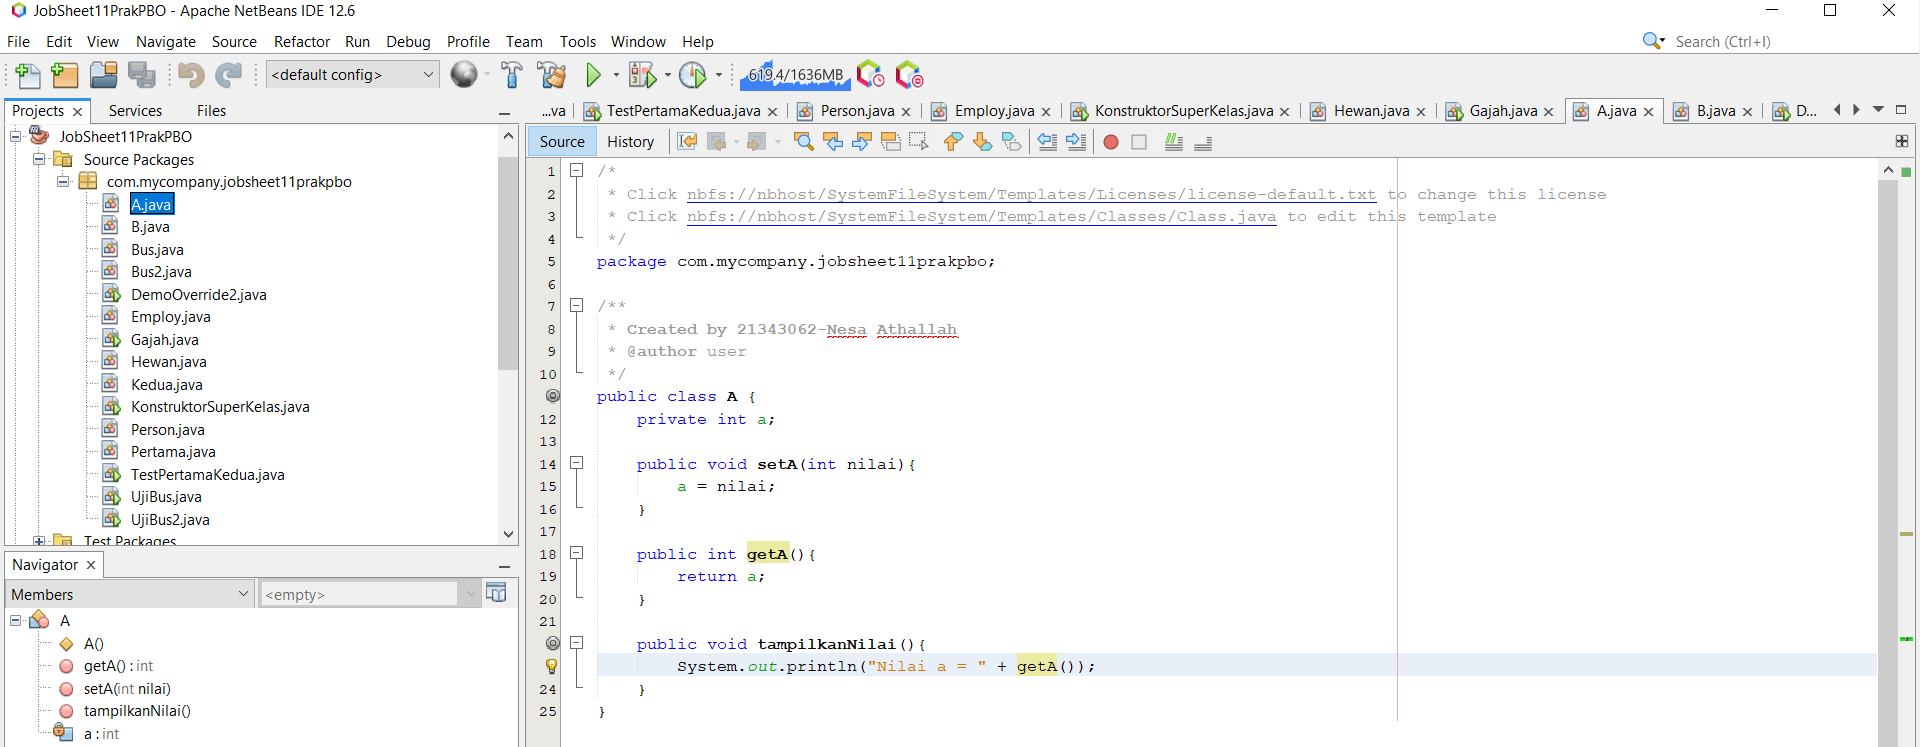 JobSheet11PrakPBO - Apache NetBeans IDE 12.6
File Edit View Navigate Source Refactor Run Debug Profile Team Tools Window Help
Search (Ctrl+I)
<default config>
619.4/1636MB
Projects Services Files
JobSheet11PrakPBO
Source Packages
com.mycompany.jobsheet11prakpbo
A.java
B.java
Bus.java
Bus2.java
DemoOverride2.java
Employ.java
Gajah.java
Hewan.java
Kedua.java
KonstruktorSuperKelas.java
Person.java
Pertama.java
TestPertamaKedua.java
UjiBus.java
UjiBus2.java
Test Packages
Navigator
Members
<empty>
A
A()
getA() : int
setA(int nilai)
tampilkanNilai()
a : int
...va TestPertamaKedua.java Person.java Employ.java KonstruktorSuperKelas.java Hewan.java Gajah.java A.java B.java D...
Source History
1 /*
2 * Click nbfs://nbhost/SystemFileSystem/Templates/Licenses/license-default.txt to change this license
3 * Click nbfs://nbhost/SystemFileSystem/Templates/Classes/Class.java to edit this template
4 */
5 package com.mycompany.jobsheet11prakpbo;
6
7 /**
8 * Created by 21343062-Nesa Athallah
9 * @author user
10 */
public class A {
12 private int a;
13
14 public void setA(int nilai){
15 a = nilai;
16 }
17
18 public int getA(){
19 return a;
20 }
21
public void tampilkanNilai(){
System.out.println("Nilai a = " + getA());
24 }
25 }